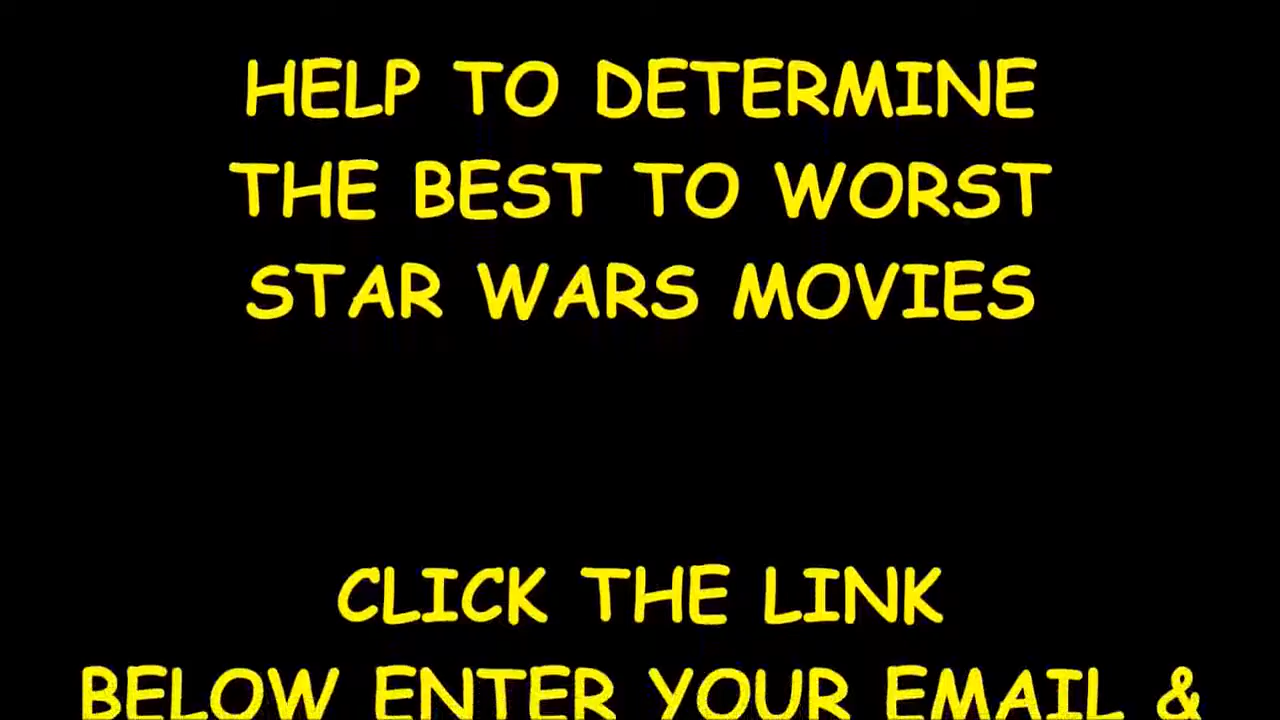 HELP TO DETERMINE
THE BEST TO WORST
STAR WARS MOVIES
CLICK THE LINK
BELOW ENTER YOUR EMAIL &